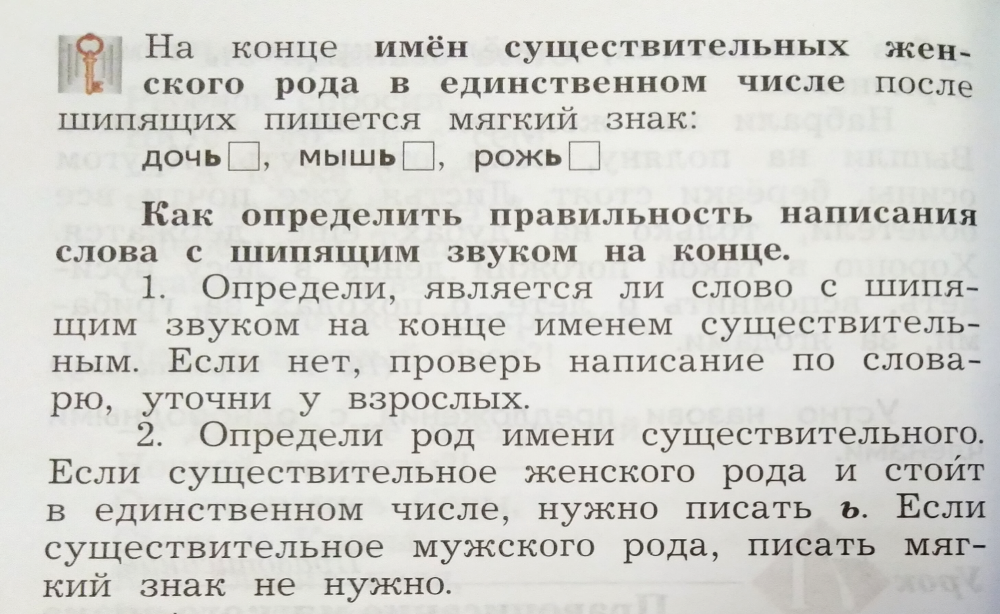 На конце имён существительных жен-
ского рода в единственном числе после
шипящих пишется мягкий знак:
дочь□, мышь□, рожь□
Как определить правильность написания
слова с шипящим звуком на конце.
1. Определи, является ли слово с шипя-
щим звуком на конце именем существитель-
ным. Если нет, проверь написание по слова-
рю, уточни у взрослых.
2. Определи род имени существительного.
Если существительное женского рода и стои́т
в единственном числе, нужно писать ь. Если
существительное мужского рода, писать мяг-
кий знак не нужно.